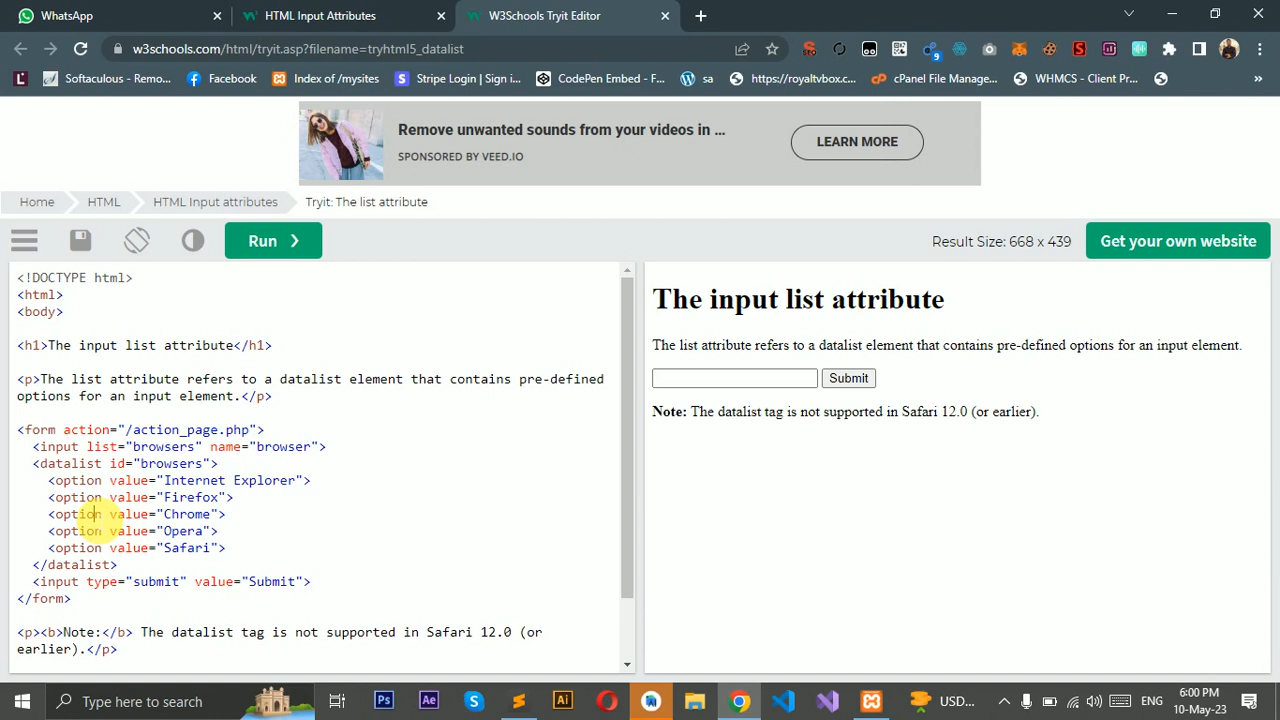 WhatsApp
HTML Input Attributes
W3Schools Tryit Editor
w3schools.com/html/tryit.asp?filename=tryhtml5_datalist
9
Softaculous - Remo...
Facebook
Index of /mysites
Stripe Login | Sign i...
CodePen Embed - F...
sa
https://royaltvbox.c...
cPanel File Manage...
WHMCS - Client Pr...
»
Remove unwanted sounds from your videos in ...
SPONSORED BY VEED.IO
LEARN MORE
Home
HTML
HTML Input attributes
Tryit: The list attribute
Run ❯
Result Size: 668 x 439
Get your own website
<!DOCTYPE html>
<html>
<body>
<h1>The input list attribute</h1>
<p>The list attribute refers to a datalist element that contains pre-defined
options for an input element.</p>
<form action="/action_page.php">
<input list="browsers" name="browser">
<datalist id="browsers">
<option value="Internet Explorer">
<option value="Firefox">
<option value="Chrome">
<option value="Opera">
<option value="Safari">
</datalist>
<input type="submit" value="Submit">
</form>
<p><b>Note:</b> The datalist tag is not supported in Safari 12.0 (or
earlier).</p>
The input list attribute
The list attribute refers to a datalist element that contains pre-defined options for an input element.
Submit
Note: The datalist tag is not supported in Safari 12.0 (or earlier).
Type here to search
Ps
Ae
S
Ai
USD...
ENG
6:00 PM
10-May-23